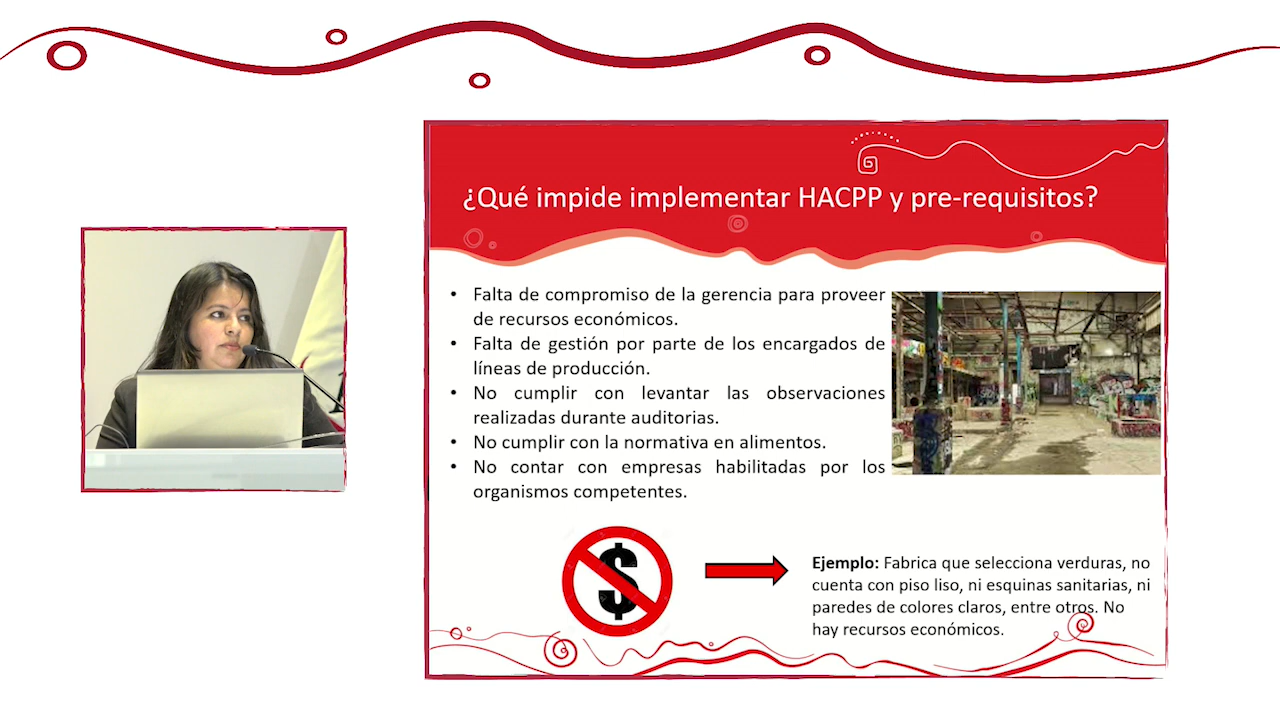 ¿Qué impide implementar HACPP y pre-requisitos?
• Falta de compromiso de la gerencia para proveer
de recursos económicos.
• Falta de gestión por parte de los encargados de
líneas de producción.
• No cumplir con levantar las observaciones
realizadas durante auditorias.
• No cumplir con la normativa en alimentos.
• No contar con empresas habilitadas por los
organismos competentes.
$
Ejemplo: Fabrica que selecciona verduras, no
cuenta con piso liso, ni esquinas sanitarias, ni
paredes de colores claros, entre otros. No
hay recursos económicos.